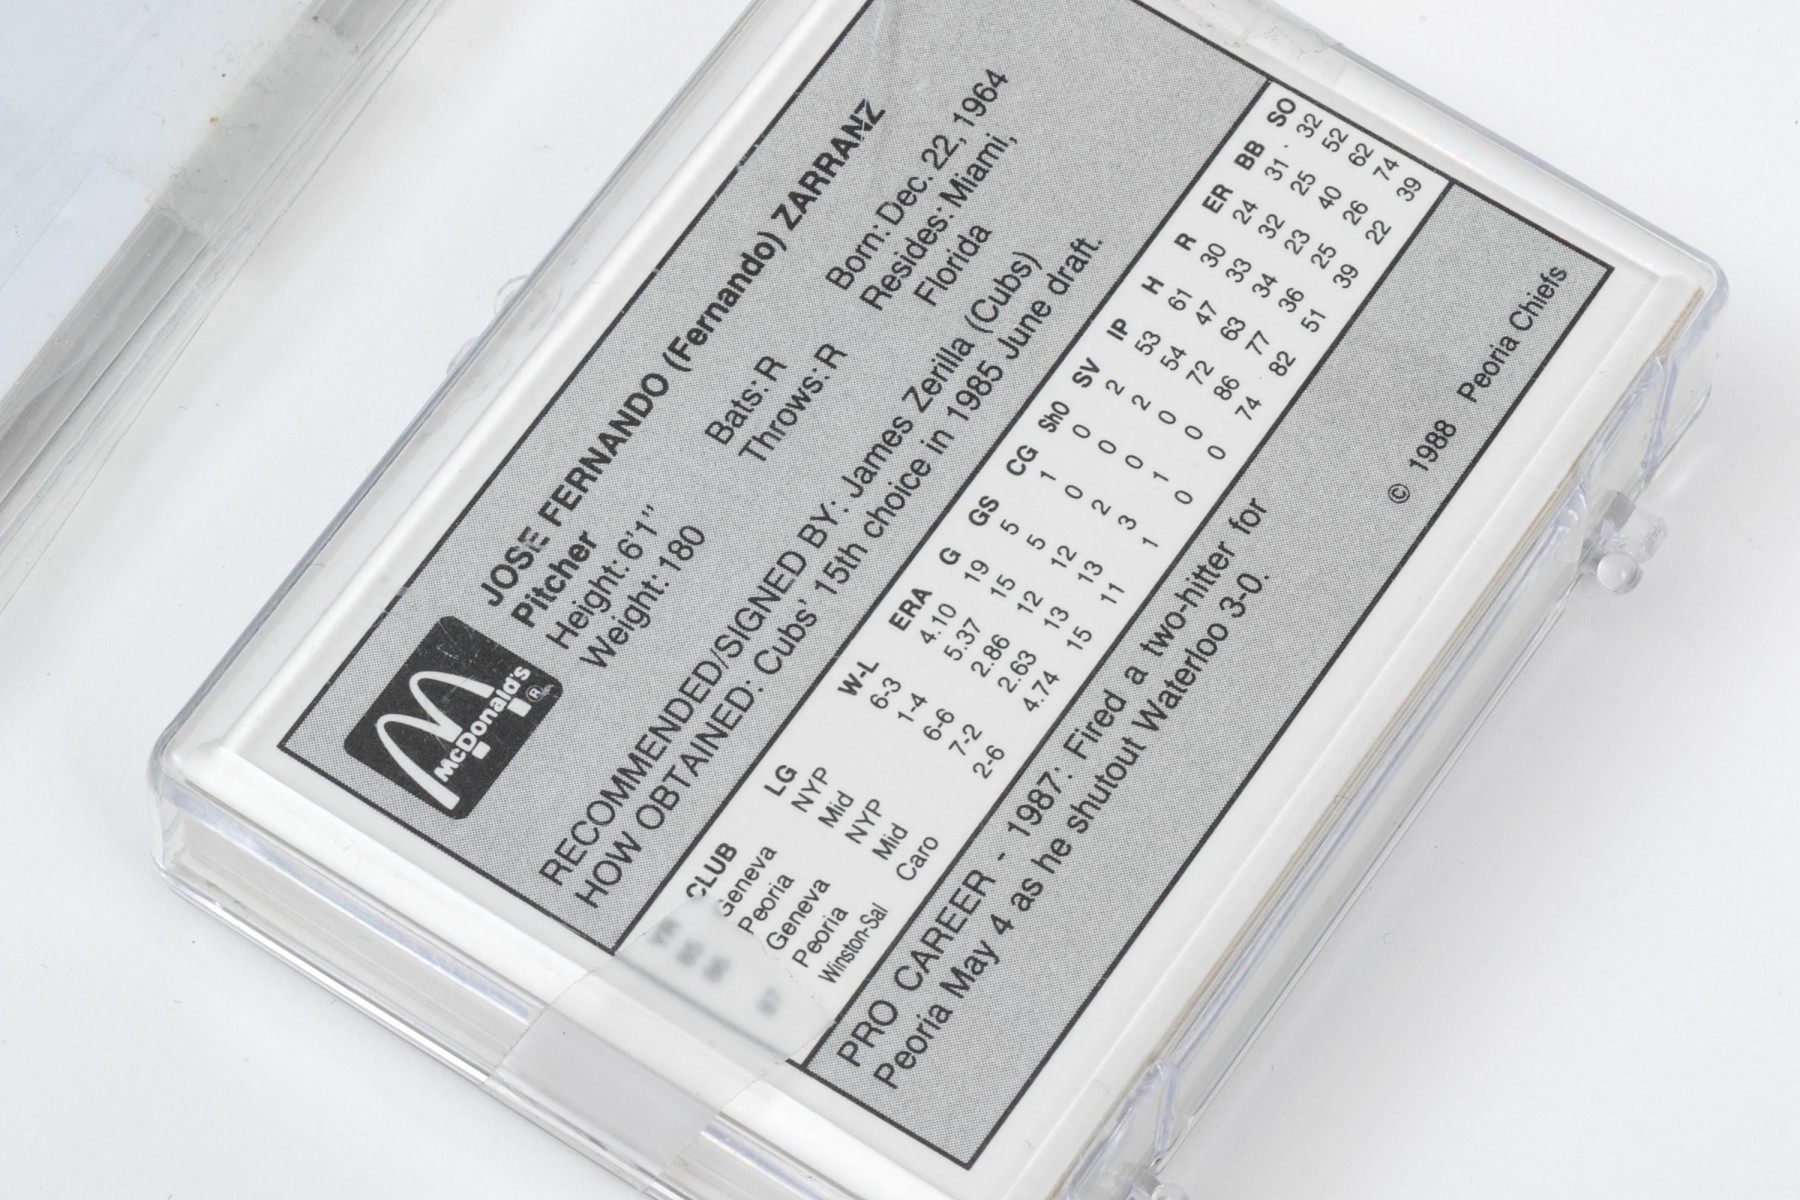 McDonald's ®
JOSE FERNANDO (Fernando) ZARRANZ
Pitcher
Height: 6'1" Bats: R Born: Dec. 22, 1964
Weight: 180 Throws: R Resides: Miami,
Florida
RECOMMENDED/SIGNED BY: James Zerilla (Cubs)
HOW OBTAINED: Cubs' 15th choice in 1985 June draft.
CLUB LG W-L ERA G GS CG ShO SV IP H R ER BB SO
Geneva NYP 6-3 4.10 19 5 1 0 2 53 61 30 24 31 32
Peoria Mid 1-4 5.37 15 5 0 0 2 54 47 33 32 25 52
Geneva NYP 6-6 2.86 12 12 2 0 0 72 63 34 23 40 62
Peoria Mid 7-2 2.63 13 13 3 1 0 86 77 36 25 26 74
Winston-Sal Caro 2-6 4.74 15 11 1 0 0 74 82 51 39 22 39
PRO CAREER - 1987: Fired a two-hitter for
Peoria May 4 as he shutout Waterloo 3-0.
© 1988 Peoria Chiefs